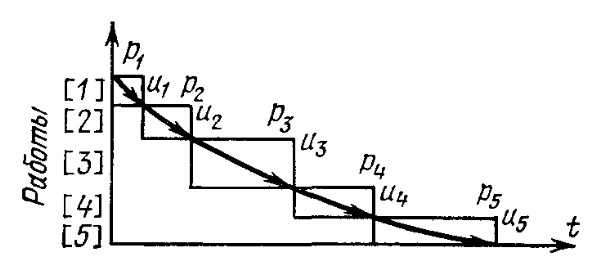 p1
[1] u1 p2
[2] u2 p3
[3] u3
p4
[4] u4 p5
[5] u5 t
Работы